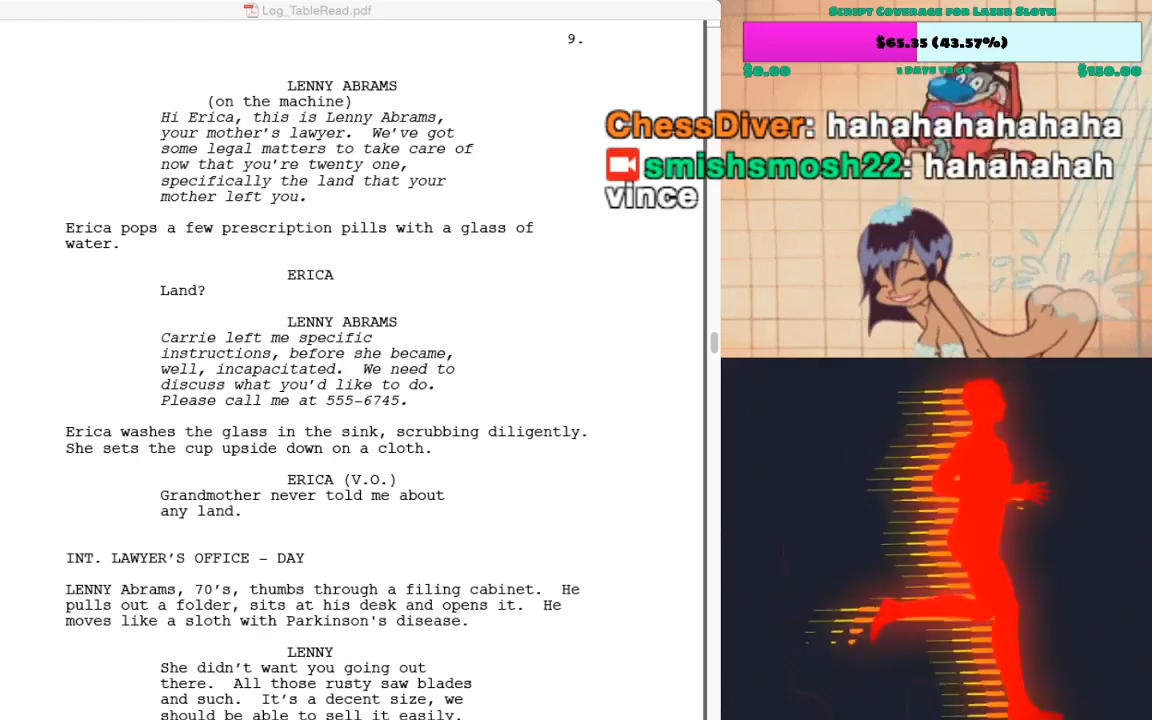 Log_TableRead.pdf
9.
LENNY ABRAMS
(on the machine)
Hi Erica, this is Lenny Abrams,
your mother's lawyer. We've got
some legal matters to take care of
now that you're twenty one,
specifically the land that your
mother left you.
Erica pops a few prescription pills with a glass of
water.
ERICA
Land?
LENNY ABRAMS
Carrie left me specific
instructions, before she became,
well, incapacitated. We need to
discuss what you'd like to do.
Please call me at 555-6745.
Erica washes the glass in the sink, scrubbing diligently.
She sets the cup upside down on a cloth.
ERICA (V.O.)
Grandmother never told me about
any land.
INT. LAWYER'S OFFICE - DAY
LENNY Abrams, 70's, thumbs through a filing cabinet. He
pulls out a folder, sits at his desk and opens it. He
moves like a sloth with Parkinson's disease.
LENNY
She didn't want you going out
there. All those rusty saw blades
and such. It's a decent size, we
should be able to sell it easily.
Script Coverage for Lazer Sloth
$65.35 (43.57%)
$0.00 DAYS TO GO $150.00
ChessDiver: hahahahahahaha
smishsmosh22: hahahahah
vince